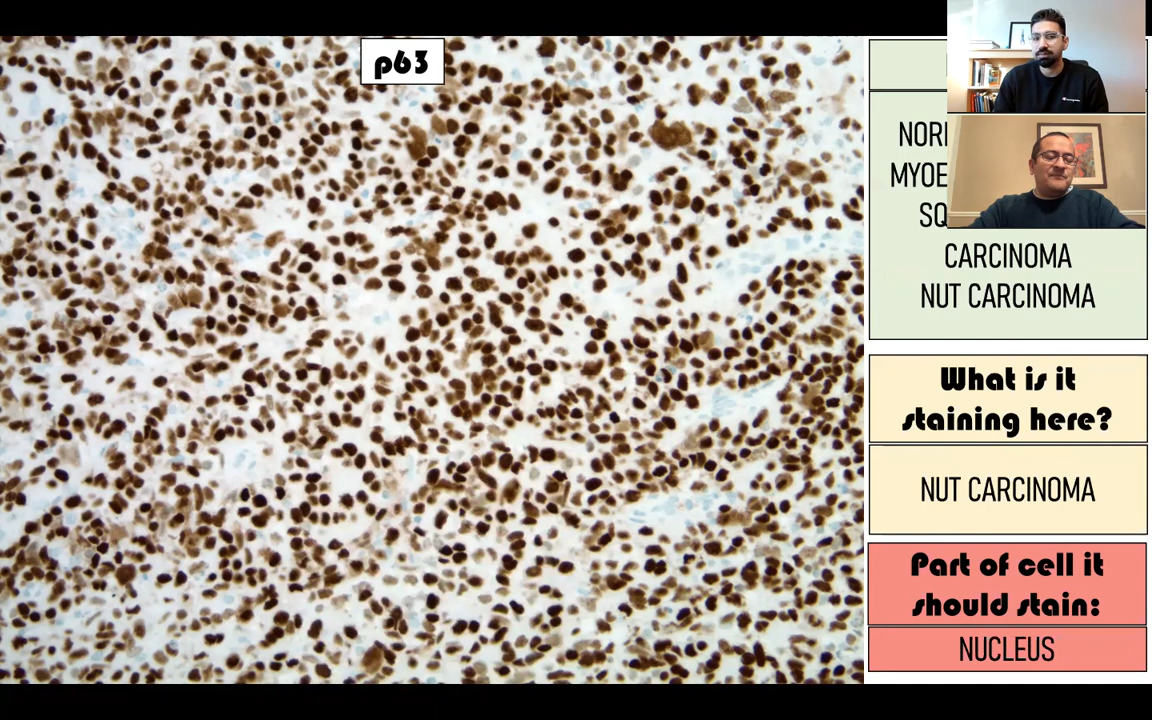 p63
CARCINOMA
NUT CARCINOMA
What is it
staining here?
NUT CARCINOMA
Part of cell it
should stain:
NUCLEUS